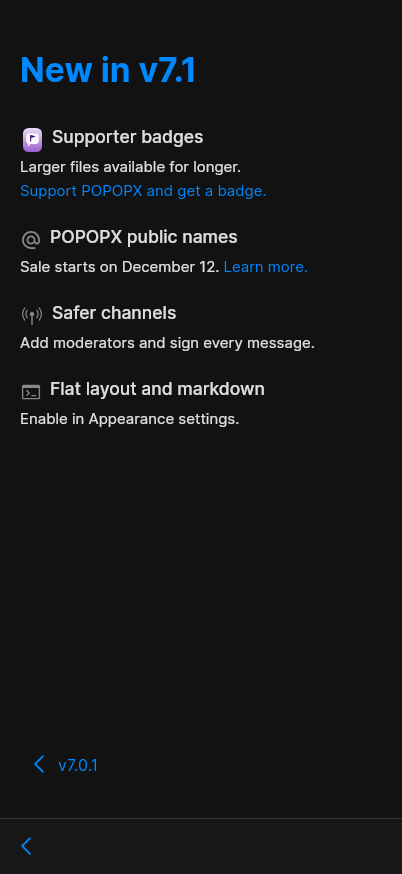 New in v7.1
Supporter badges
Larger files available for longer.
Support POPOPX and get a badge.
POPOPX public names
Sale starts on December 12. Learn more.
Safer channels
Add moderators and sign every message.
Flat layout and markdown
Enable in Appearance settings.
v7.0.1